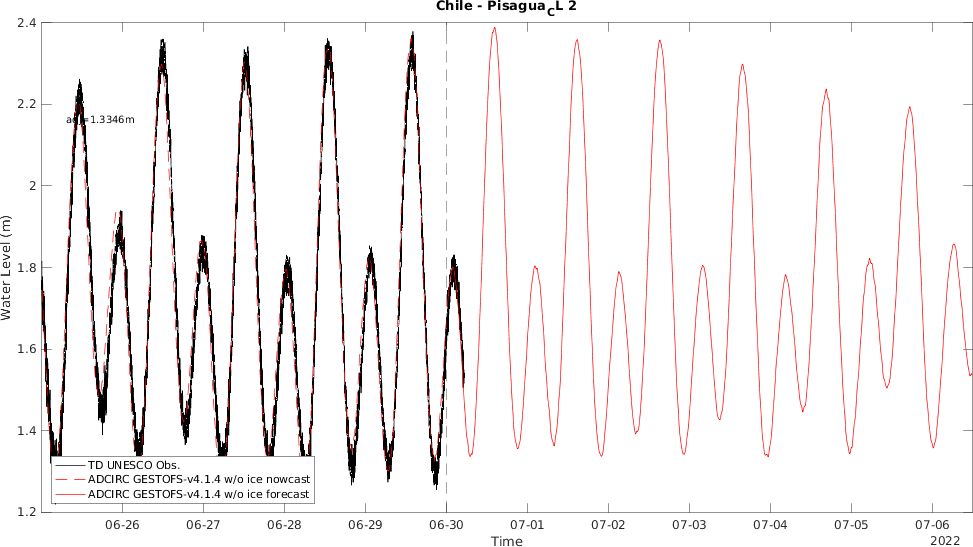 Chile - Pisagua_CL 2
2.4
2.2
2
1.8
1.6
1.4
1.2
Water Level (m)
=1.3346m
TD UNESCO Obs.
ADCIRC GESTOFS-v4.1.4 w/o ice nowcast
ADCIRC GESTOFS-v4.1.4 w/o ice forecast
06-26 06-27 06-28 06-29 06-30 07-01 07-02 07-03 07-04 07-05 07-06
Time
2022